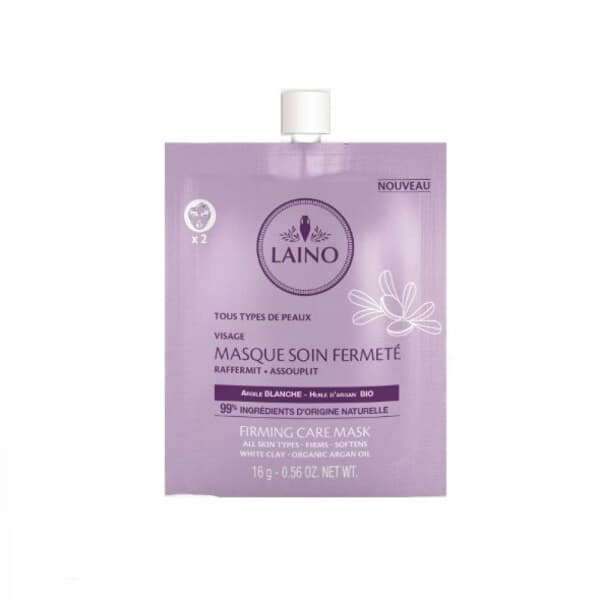 NOUVEAU
x 2
LAINO
TOUS TYPES DE PEAUX
VISAGE
MASQUE SOIN FERMETÉ
RAFFERMIT • ASSOUPLIT
ARGILE BLANCHE - HUILE D'ARGAN BIO
99% INGRÉDIENTS D'ORIGINE NATURELLE
FIRMING CARE MASK
ALL SKIN TYPES - FIRMS - SOFTENS
WHITE CLAY - ORGANIC ARGAN OIL
16 g - 0.56 OZ. NET WT.